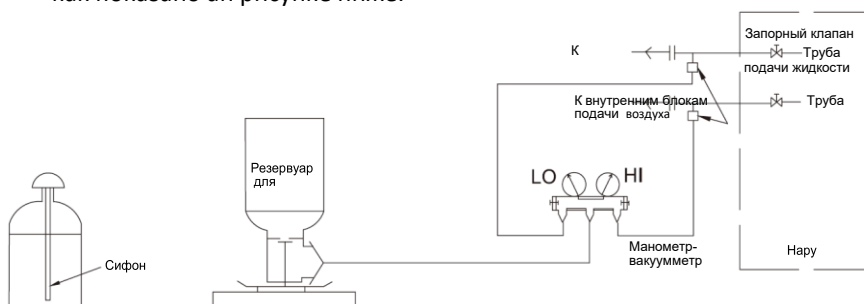 как показано ап рисунке ниже.
Запорный клапан
К
Труба
подачи жидкости
К внутренним блокам
подачи воздуха
Труба
Резервуар
для
LO HI
Манометр-
вакуумметр
Нару
Сифон